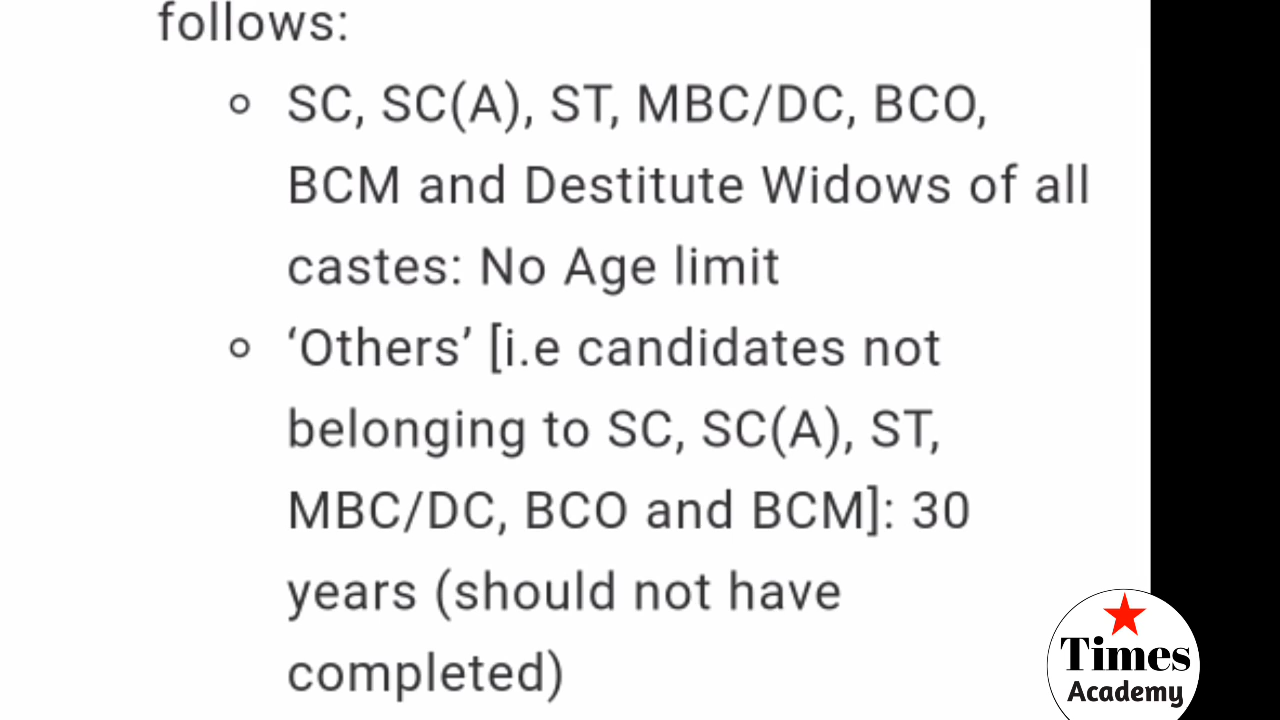 follows:
SC, SC(A), ST, MBC/DC, BCO,
BCM and Destitute Widows of all
castes: No Age limit
‘Others’ [i.e candidates not
belonging to SC, SC(A), ST,
MBC/DC, BCO and BCM]: 30
years (should not have
completed)
Times
Academy